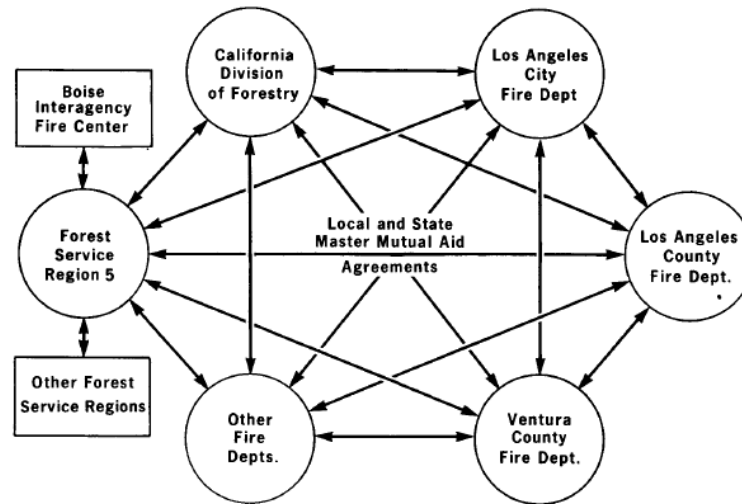 California
Division
of Forestry
Los Angeles
City
Fire Dept
Boise
Interagency
Fire Center
Forest
Service
Region 5
Local and State
Master Mutual Aid
Agreements
Los Angeles
County
Fire Dept.
Other Forest
Service Regions
Other
Fire
Depts.
Ventura
County
Fire Dept.